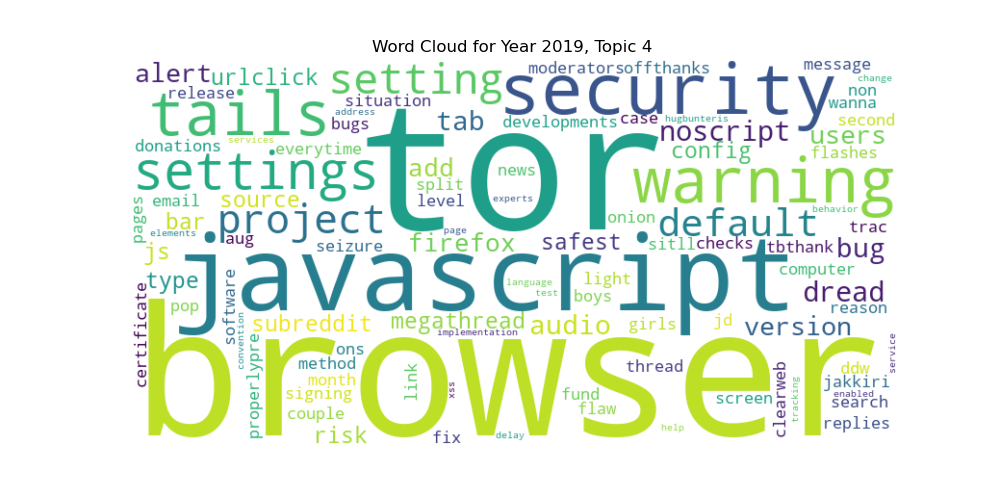 Word Cloud for Year 2019, Topic 4
alert urlclick setting security moderators offthanks message
release tails situation address bugs tor tab developments case hugbunteris non change
wanna second
donations services everytime noscript users
config flashes
settings add split news level experts warning
pages email source bar project page onion default behavior
elements aug js seizure firefox safest sitll checks tbthank trac bug
type javascript language test light boys computer
certificate pop software dread reason
subreddit megathread implementation audio girls jd version
convention ons method thread service
properlypre month signing link xss fund flaw screen clearweb tracking ddw jakkiri enabled
couple browser search
risk fix delay help replies